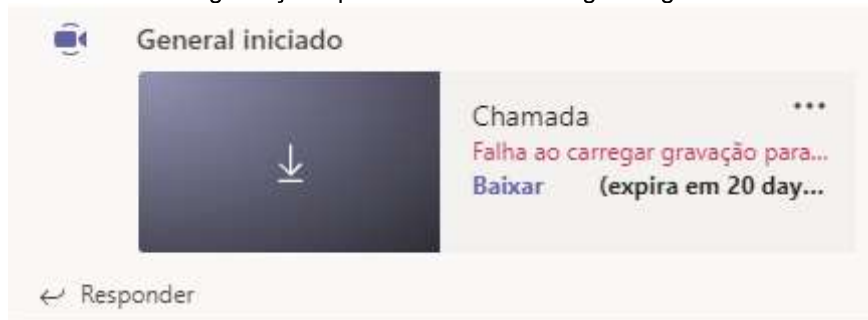 General iniciado
Chamada
Falha ao carregar gravação para...
Baixar (expira em 20 day...
Responder